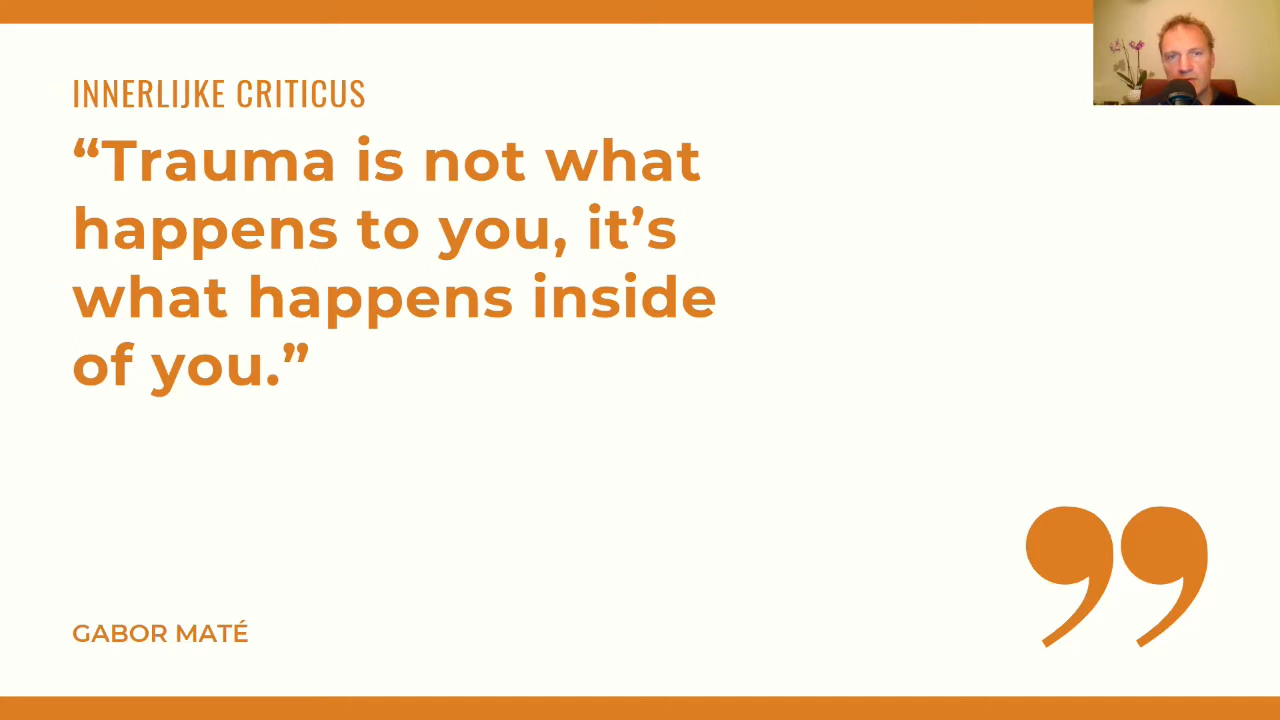 INNERLIJKE CRITICUS
“Trauma is not what
happens to you, it’s
what happens inside
of you.”
GABOR MATÉ